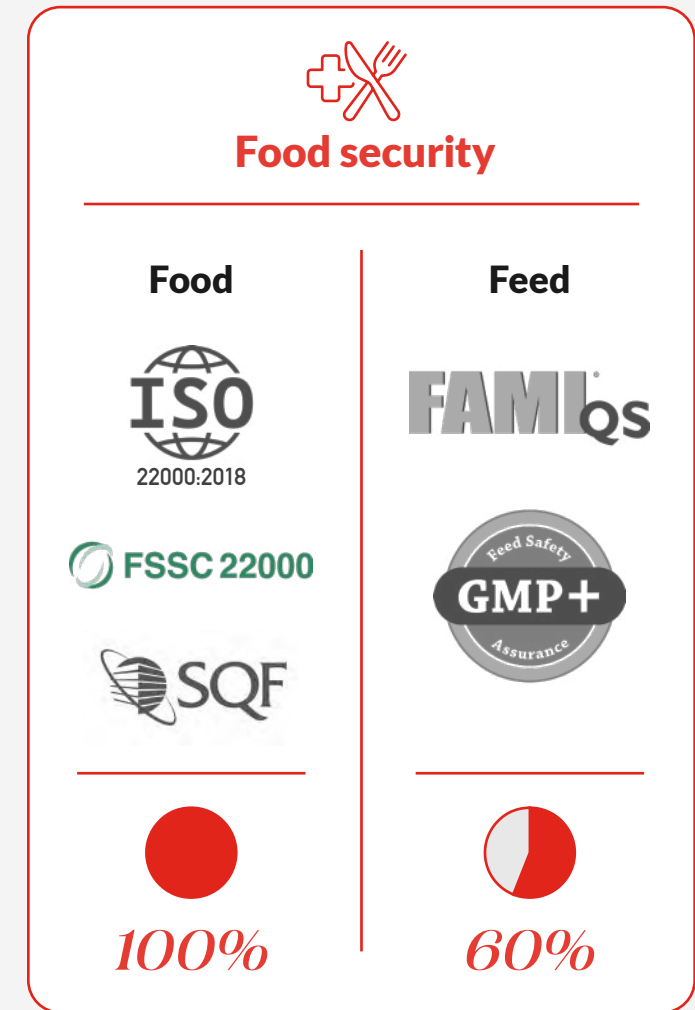 Food security
Food
ISO
22000:2018
FSSC 22000
SQF
100%
Feed
FAMI QS
Feed Safety
GMP+
Assurance
60%